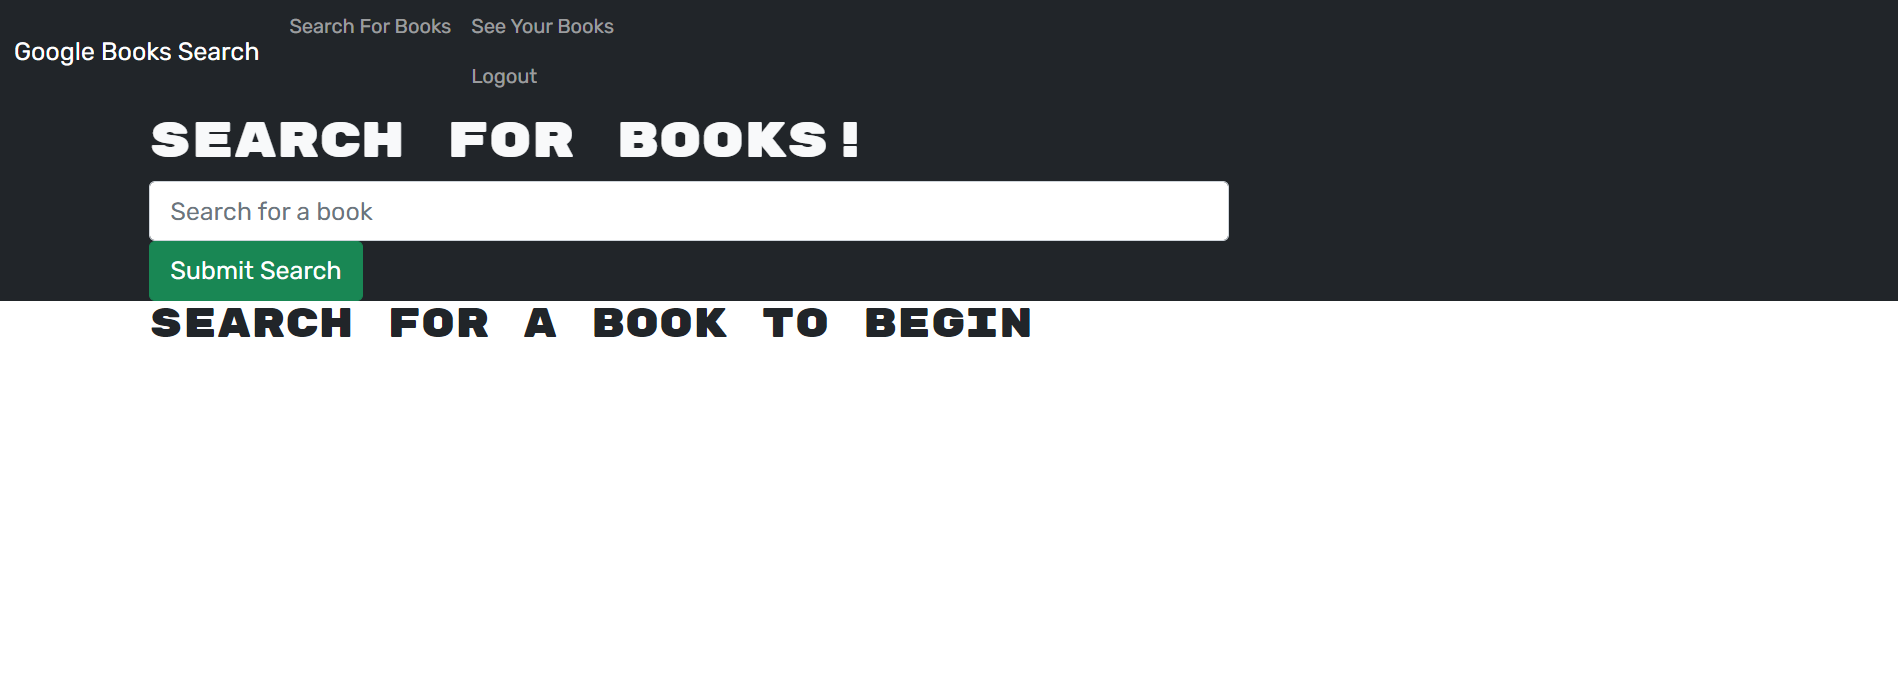 Google Books Search
Search For Books
See Your Books
Logout
SEARCH FOR BOOKS!
Search for a book
Submit Search
SEARCH FOR A BOOK TO BEGIN